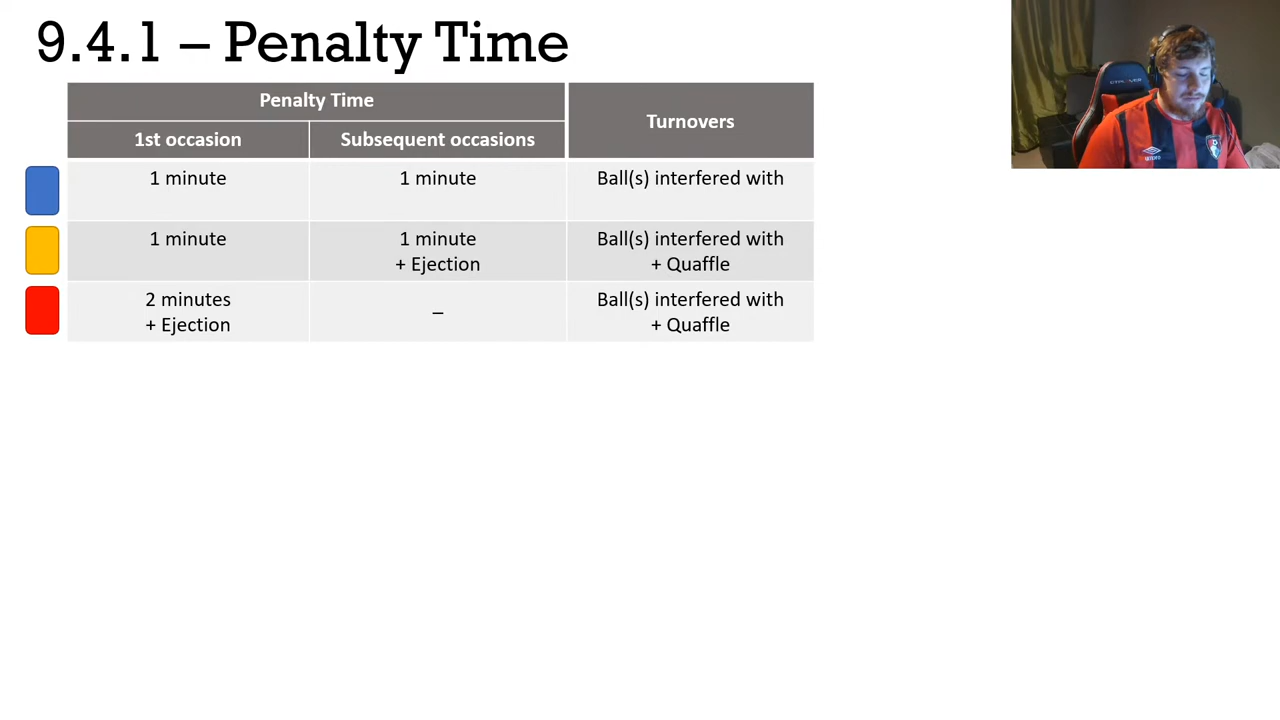 9.4.1 – Penalty Time
Penalty Time
Turnovers
1st occasion
Subsequent occasions
1 minute
1 minute
Ball(s) interfered with
1 minute
1 minute
+ Ejection
Ball(s) interfered with
+ Quaffle
2 minutes
+ Ejection
–
Ball(s) interfered with
+ Quaffle